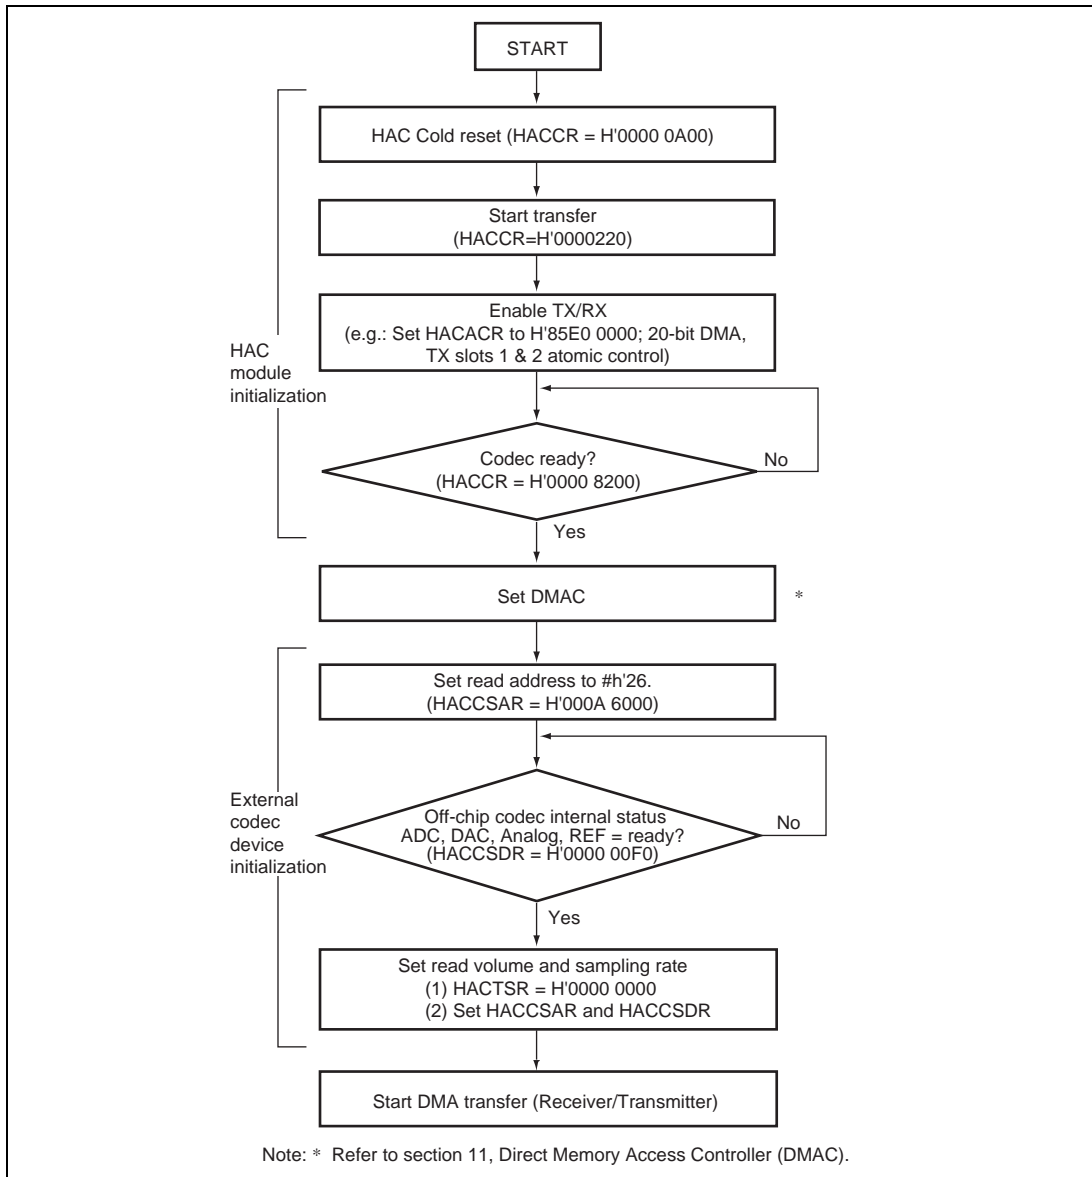 START
HAC Cold reset (HACCR = H'0000 0A00)
Start transfer
(HACCR=H'0000220)
Enable TX/RX
(e.g.: Set HACACR to H'85E0 0000; 20-bit DMA,
TX slots 1 & 2 atomic control)
HAC
module
initialization
Codec ready?
(HACCR = H'0000 8200)
No
Yes
Set DMAC
*
Set read address to #h'26.
(HACCSAR = H'000A 6000)
External
codec
device
initialization
Off-chip codec internal status
ADC, DAC, Analog, REF = ready?
(HACCSDR = H'0000 00F0)
No
Yes
Set read volume and sampling rate
(1) HACTSR = H'0000 0000
(2) Set HACCSAR and HACCSDR
Start DMA transfer (Receiver/Transmitter)
Note: * Refer to section 11, Direct Memory Access Controller (DMAC).